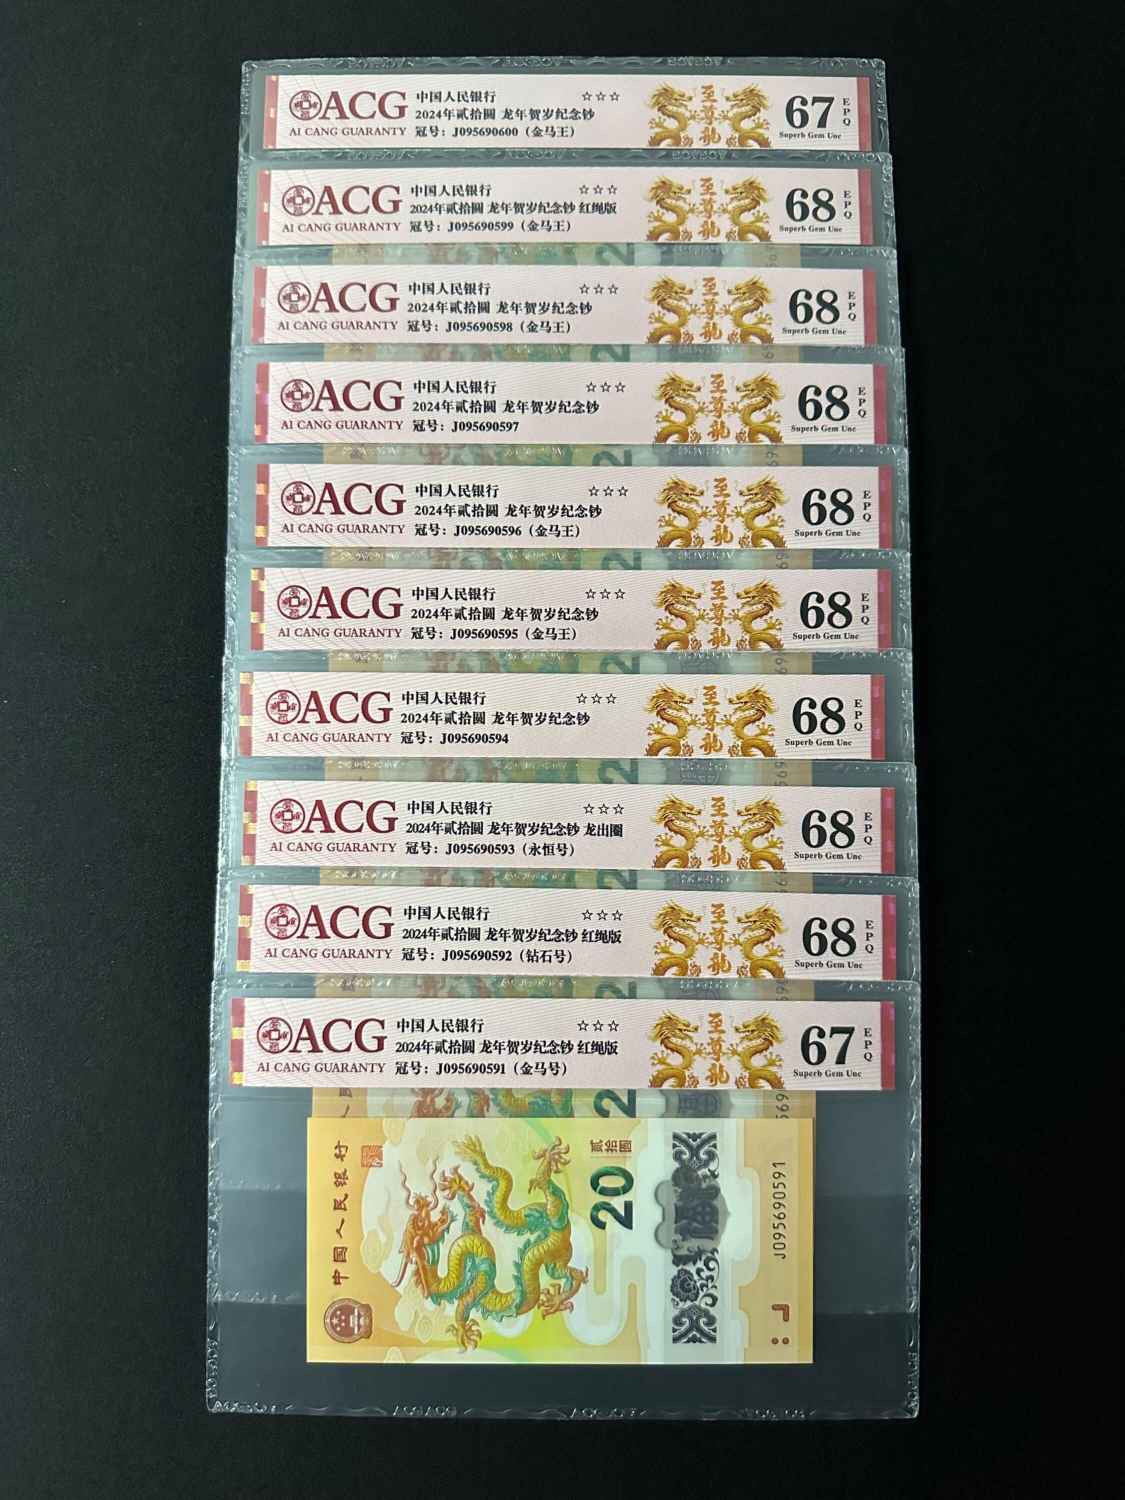 ACG
AI CANG GUARANTY
中国人民银行 ☆☆☆
2024年贰拾圆 龙年贺岁纪念钞
冠号：J095690600（金马王）
至尊龙
67 EPQ
Superb Gem Unc
ACG
AI CANG GUARANTY
中国人民银行 ☆☆☆
2024年贰拾圆 龙年贺岁纪念钞 红绳版
冠号：J095690599（金马王）
至尊龙
68 EPQ
Superb Gem Unc
ACG
AI CANG GUARANTY
中国人民银行 ☆☆☆
2024年贰拾圆 龙年贺岁纪念钞
冠号：J095690598（金马王）
至尊龙
68 EPQ
Superb Gem Unc
ACG
AI CANG GUARANTY
中国人民银行 ☆☆☆
2024年贰拾圆 龙年贺岁纪念钞
冠号：J095690597
至尊龙
68 EPQ
Superb Gem Unc
ACG
AI CANG GUARANTY
中国人民银行 ☆☆☆
2024年贰拾圆 龙年贺岁纪念钞
冠号：J095690596（金马王）
至尊龙
68 EPQ
Superb Gem Unc
ACG
AI CANG GUARANTY
中国人民银行 ☆☆☆
2024年贰拾圆 龙年贺岁纪念钞
冠号：J095690595（金马王）
至尊龙
68 EPQ
Superb Gem Unc
ACG
AI CANG GUARANTY
中国人民银行 ☆☆☆
2024年贰拾圆 龙年贺岁纪念钞
冠号：J095690594
至尊龙
68 EPQ
Superb Gem Unc
ACG
AI CANG GUARANTY
中国人民银行 ☆☆☆
2024年贰拾圆 龙年贺岁纪念钞 龙出圈
冠号：J095690593（永恒号）
至尊龙
68 EPQ
Superb Gem Unc
ACG
AI CANG GUARANTY
中国人民银行 ☆☆☆
2024年贰拾圆 龙年贺岁纪念钞 红绳版
冠号：J095690592（钻石号）
至尊龙
68 EPQ
Superb Gem Unc
ACG
AI CANG GUARANTY
中国人民银行 ☆☆☆
2024年贰拾圆 龙年贺岁纪念钞 红绳版
冠号：J095690591（金马号）
至尊龙
67 EPQ
Superb Gem Unc
中国人民银行
贰拾圆
20
J095690591